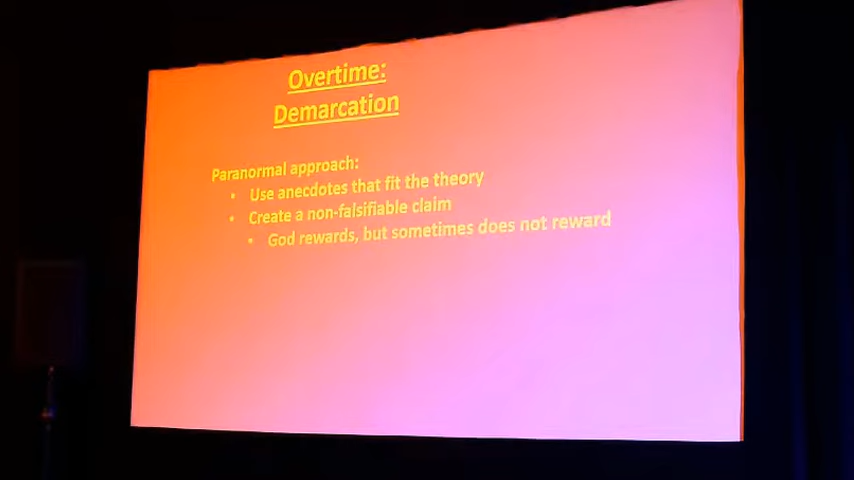 Overtime:
Demarcation
Paranormal approach:
• Use anecdotes that fit the theory
• Create a non-falsifiable claim
• God rewards, but sometimes does not reward